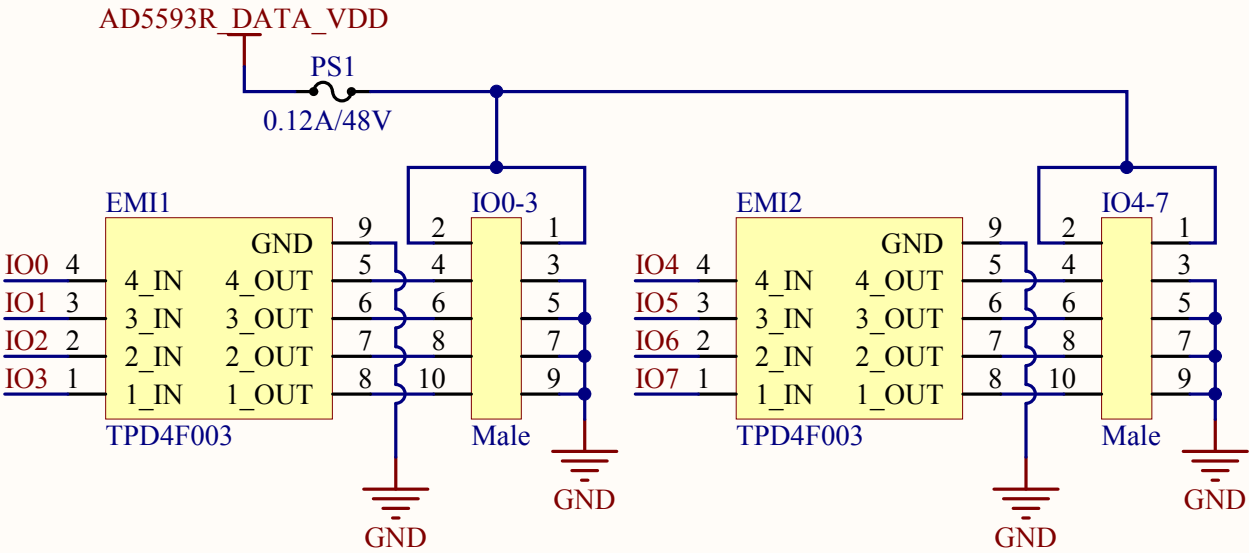 AD5593R_DATA_VDD
PS1
0.12A/48V
EMI1 IO0-3 EMI2 IO4-7
GND 9 2 1 GND 9 2 1
IO0 4 4_IN 4_OUT 5 4 3 IO4 4 4_IN 4_OUT 5 4 3
IO1 3 3_IN 3_OUT 6 6 5 IO5 3 3_IN 3_OUT 6 6 5
IO2 2 2_IN 2_OUT 7 8 7 IO6 2 2_IN 2_OUT 7 8 7
IO3 1 1_IN 1_OUT 8 10 9 IO7 1 1_IN 1_OUT 8 10 9
TPD4F003 Male TPD4F003 Male
GND GND
GND GND